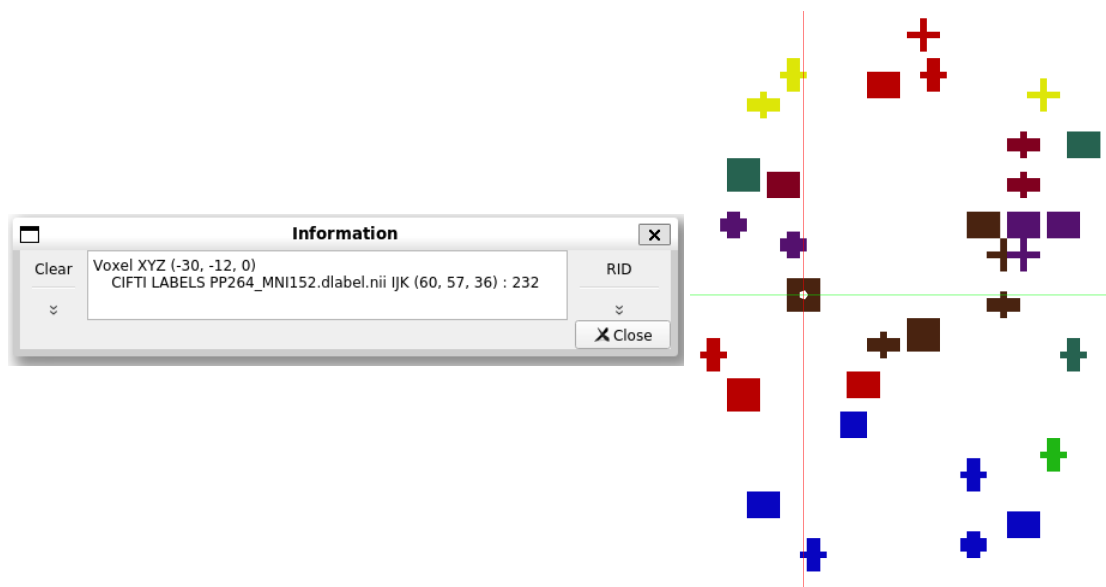 Information
Clear
Voxel XYZ (-30, -12, 0)
CIFTI LABELS PP264_MNI152.dlabel.nii IJK (60, 57, 36) : 232
RID
Close